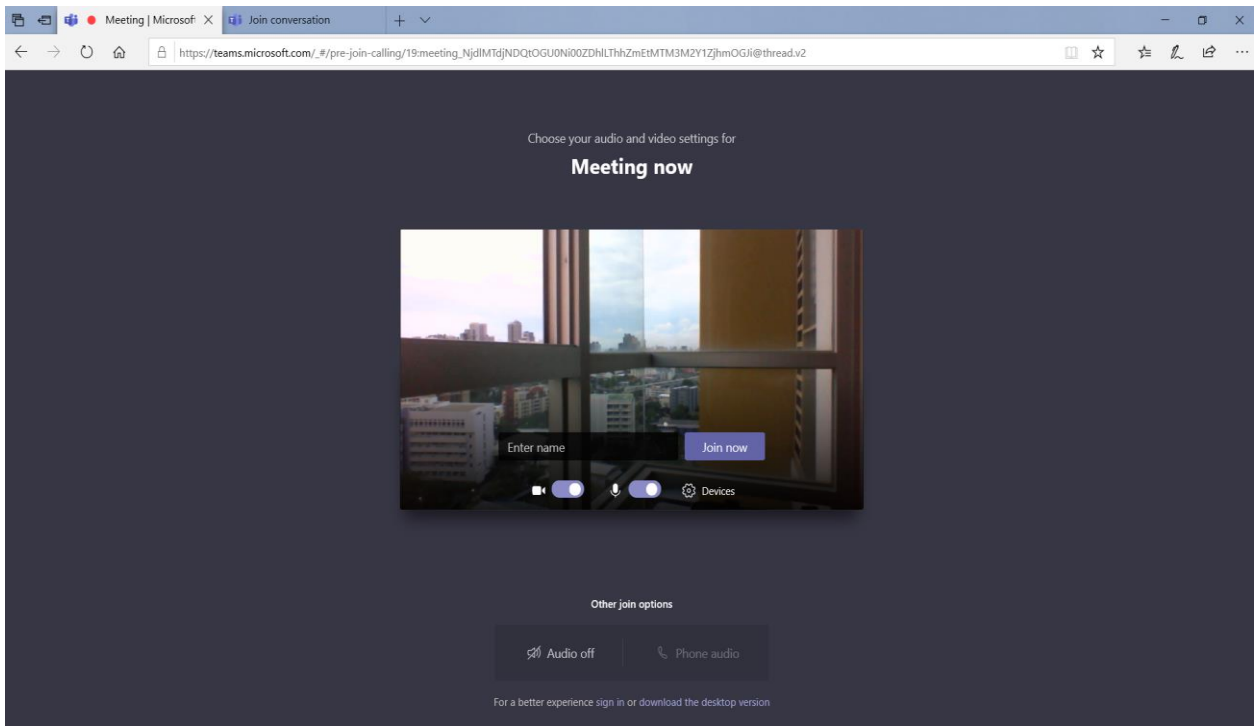 Meeting | Microsof
Join conversation
https://teams.microsoft.com/_#/pre-join-calling/19:meeting_NjdlMTdjNDQtOGU0Ni00ZDhlLThhZmEtMTM3M2Y1ZjhmOGJi@thread.v2
Choose your audio and video settings for
Meeting now
Enter name
Join now
Devices
Other join options
Audio off
Phone audio
For a better experience sign in or download the desktop version